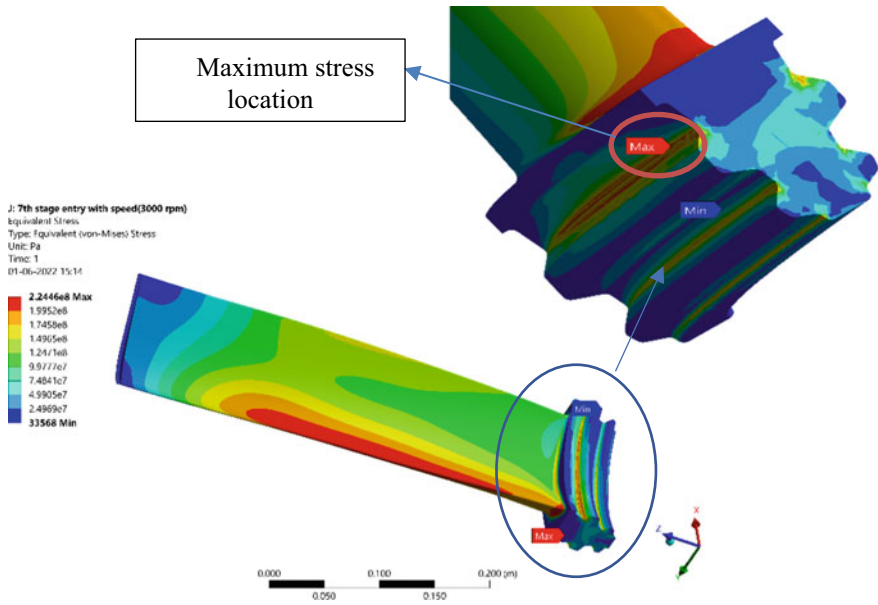 Maximum stress
location
Max
Min
J: 7th stage entry with speed(3000 rpm)
Equivalent Stress
Type: Equivalent (von-Mises) Stress
Unit: Pa
Time: 1
01-06-2022 15:14
2.2446e8 Max
1.9952e8
1.7458e8
1.4965e8
1.2471e8
9.9777e7
7.4841e7
4.9905e7
2.4969e7
33568 Min
Min
Max
X
Z
Y
0.000
0.100
0.200 (m)
0.050
0.150